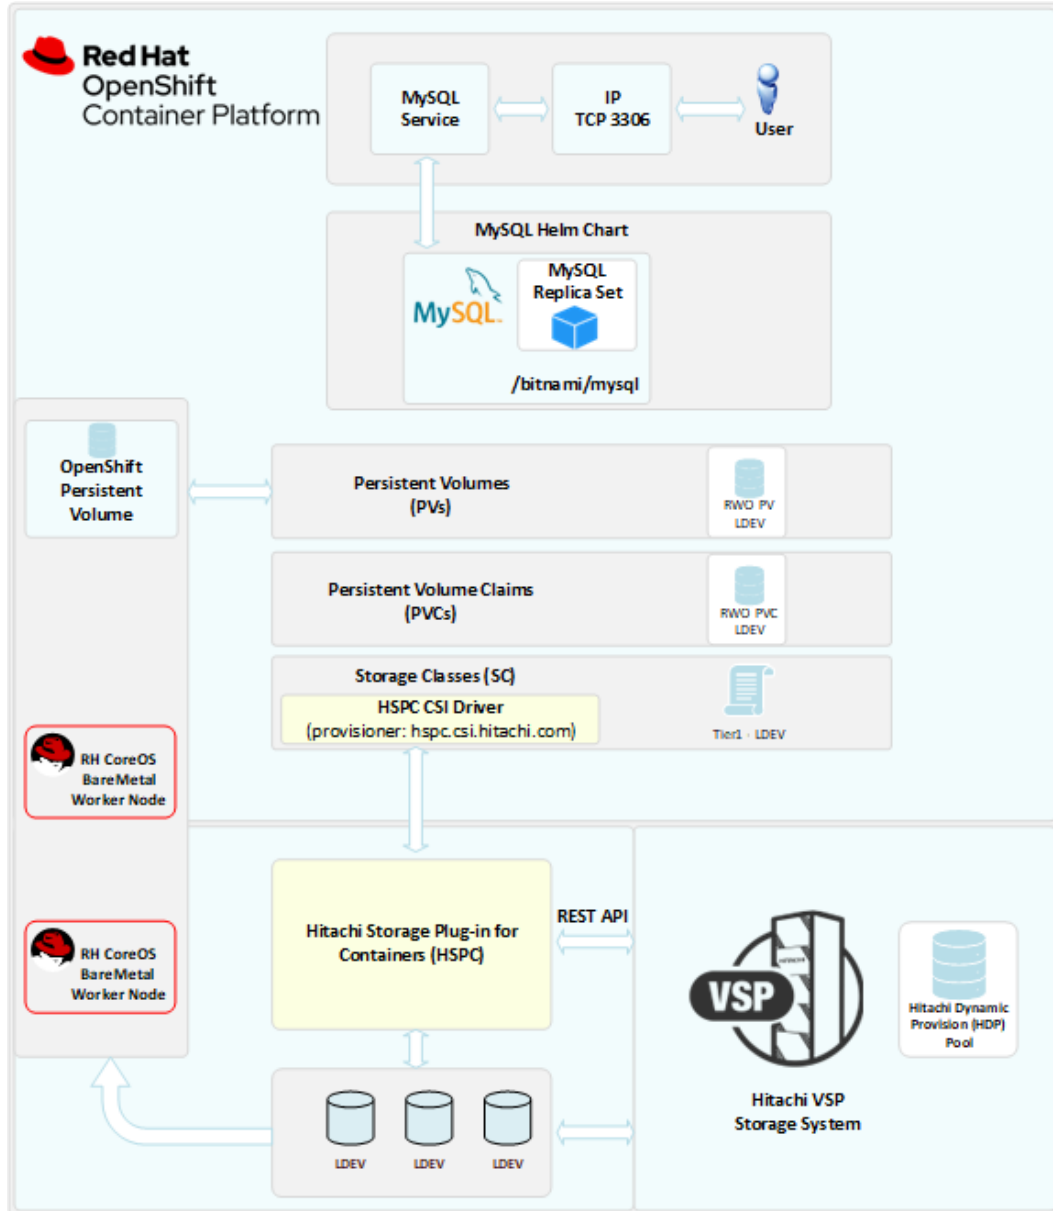 Red Hat
OpenShift
Container Platform
MySQL
Service
IP
TCP 3306
User
MySQL Helm Chart
MySQL™
MySQL
Replica Set
/bitnami/mysql
OpenShift
Persistent
Volume
Persistent Volumes
(PVs)
RWO PV
LDEV
Persistent Volume Claims
(PVCs)
RWO PVC
LDEV
Storage Classes (SC)
HSPC CSI Driver
(provisioner: hspc.csi.hitachi.com)
Tier1 - LDEV
RH CoreOS
BareMetal
Worker Node
RH CoreOS
BareMetal
Worker Node
Hitachi Storage Plug-in for
Containers (HSPC)
REST API
HITACHI
VSP
Hitachi Dynamic
Provision (HDP)
Pool
Hitachi VSP
Storage System
LDEV
LDEV
LDEV